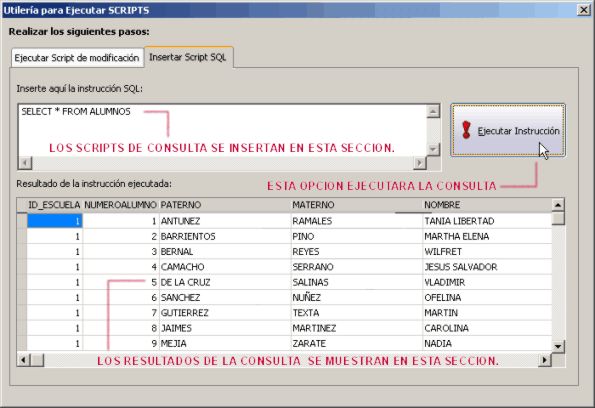 Utilería para Ejecutar SCRIPTS
Realizar los siguientes pasos:
Ejecutar Script de modificación Insertar Script SQL
Inserte aquí la instrucción SQL:
SELECT * FROM ALUMNOS
LOS SCRIPTS DE CONSULTA SE INSERTAN EN ESTA SECCION.
Ejecutar Instrucción
Resultado de la instrucción ejecutada:
ESTA OPCION EJECUTARA LA CONSULTA
ID_ESCUELA NUMEROALUMNO PATERNO MATERNO NOMBRE
1 1 ANTUNEZ RAMALES TANIA LIBERTAD
1 2 BARRIENTOS PINO MARTHA ELENA
1 3 BERNAL REYES WILFRET
1 4 CAMACHO SERRANO JESUS SALVADOR
1 5 DE LA CRUZ SALINAS VLADIMIR
1 6 SANCHEZ NUÑEZ OFELINA
1 7 GUTIERREZ TEXTA MARTIN
1 8 JAIMES MARTINEZ CAROLINA
1 9 MEJIA ZARATE NADIA
LOS RESULTADOS DE LA CONSULTA SE MUESTRAN EN ESTA SECCION.